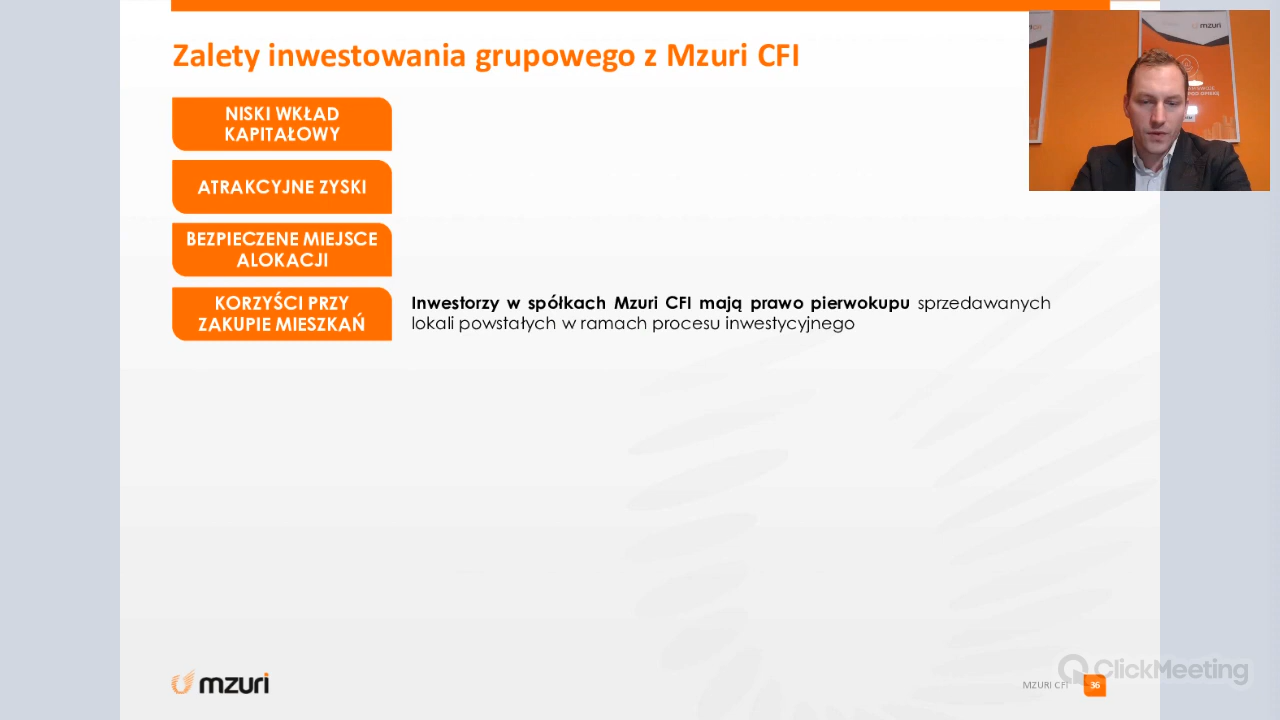 Zalety inwestowania grupowego z Mzuri CFI
NISKI WKŁAD
KAPITAŁOWY
ATRAKCYJNE ZYSKI
BEZPIECZENE MIEJSCE
ALOKACJI
KORZYŚCI PRZY
ZAKUPIE MIESZKAŃ
Inwestorzy w spółkach Mzuri CFI mają prawo pierwokupu sprzedawanych
lokali powstałych w ramach procesu inwestycyjnego
mzuri
mzuri
MZURI CFI
36
ClickMeeting